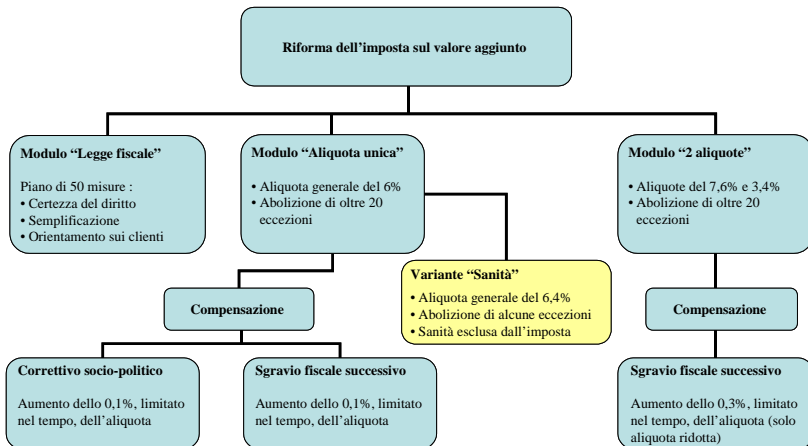 Riforma dell'imposta sul valore aggiunto
Modulo “Legge fiscale”
Piano di 50 misure :
• Certezza del diritto
• Semplificazione
• Orientamento sui clienti
Modulo “Aliquota unica”
• Aliquota generale del 6%
• Abolizione di oltre 20
eccezioni
Modulo “2 aliquote”
• Aliquote del 7,6% e 3,4%
• Abolizione di oltre 20
eccezioni
Variante “Sanità”
• Aliquota generale del 6,4%
• Abolizione di alcune eccezioni
• Sanità esclusa dall'imposta
Compensazione
Compensazione
Correttivo socio-politico
Aumento dello 0,1%, limitato
nel tempo, dell'aliquota
Sgravio fiscale successivo
Aumento dello 0,1%, limitato
nel tempo, dell'aliquota
Sgravio fiscale successivo
Aumento dello 0,3%, limitato
nel tempo, dell'aliquota (solo
aliquota ridotta)